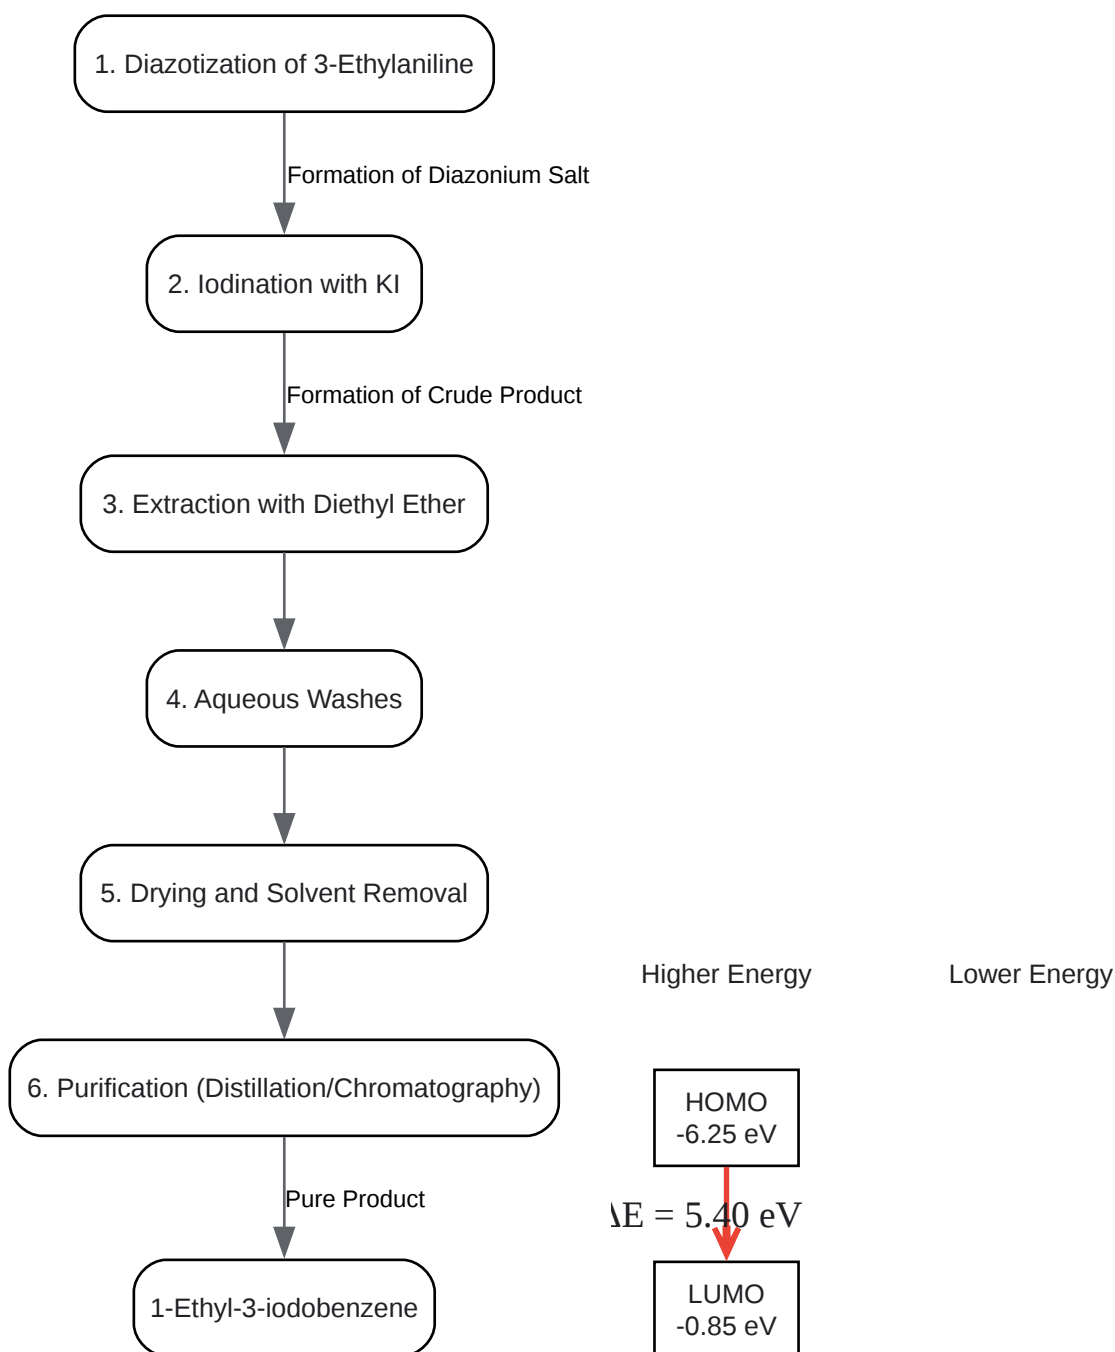 1. Diazotization of 3-Ethylaniline
Formation of Diazonium Salt
2. Iodination with KI
Formation of Crude Product
3. Extraction with Diethyl Ether
4. Aqueous Washes
5. Drying and Solvent Removal
6. Purification (Distillation/Chromatography)
Pure Product
1-Ethyl-3-iodobenzene
Higher Energy
Lower Energy
HOMO
-6.25 eV
ΔE = 5.40 eV
LUMO
-0.85 eV